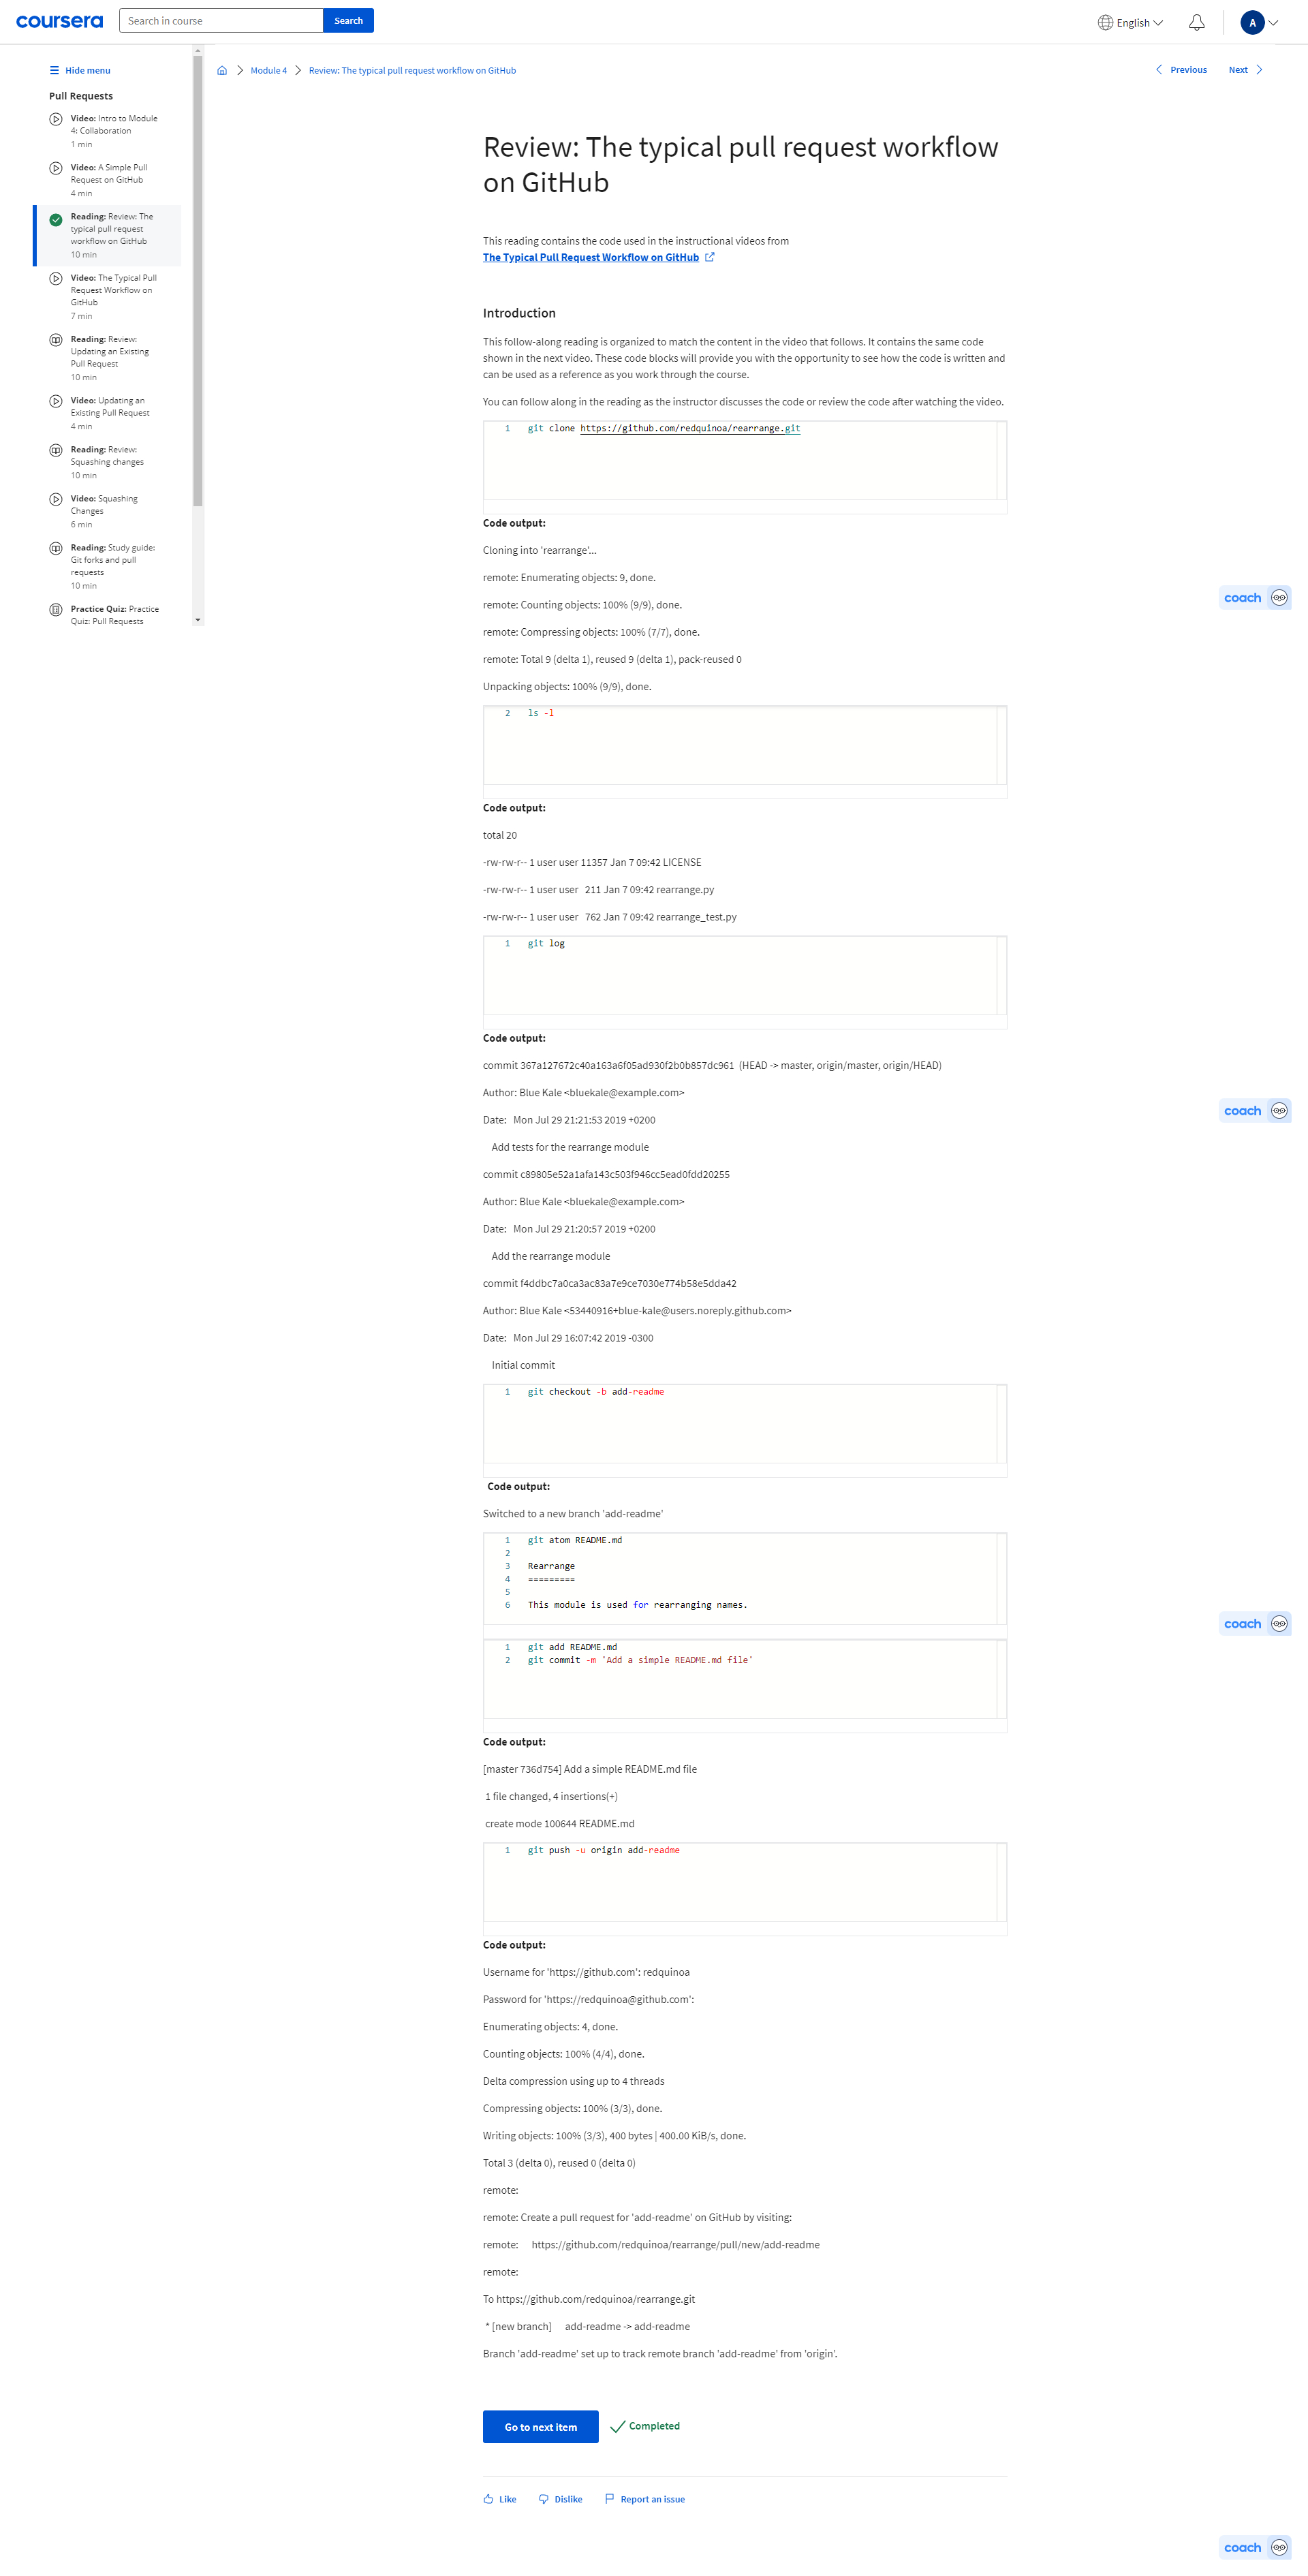 coursera
Search in course
Search
English
A
Hide menu
Pull Requests
Video: Intro to Module
4: Collaboration
1 min
Video: A Simple Pull
Request on GitHub
4 min
Reading: Review: The
typical pull request
workflow on GitHub
10 min
Video: The Typical Pull
Request Workflow on
GitHub
7 min
Reading: Review:
Updating an Existing
Pull Request
10 min
Video: Updating an
Existing Pull Request
4 min
Reading: Review:
Squashing changes
10 min
Video: Squashing
Changes
6 min
Reading: Study guide:
Git forks and pull
requests
10 min
Practice Quiz: Practice
Quiz: Pull Requests
Module 4
Review: The typical pull request workflow on GitHub
Previous
Next
Review: The typical pull request workflow
on GitHub
This reading contains the code used in the instructional videos from
The Typical Pull Request Workflow on GitHub
Introduction
This follow-along reading is organized to match the content in the video that follows. It contains the same code
shown in the next video. These code blocks will provide you with the opportunity to see how the code is written and
can be used as a reference as you work through the course.
You can follow along in the reading as the instructor discusses the code or review the code after watching the video.
1 git clone https://github.com/redquinoa/rearrange.git
Code output:
Cloning into 'rearrange'...
remote: Enumerating objects: 9, done.
coach
remote: Counting objects: 100% (9/9), done.
remote: Compressing objects: 100% (7/7), done.
remote: Total 9 (delta 1), reused 9 (delta 1), pack-reused 0
Unpacking objects: 100% (9/9), done.
2 ls -l
Code output:
total 20
-rw-rw-r-- 1 user user 11357 Jan 7 09:42 LICENSE
-rw-rw-r-- 1 user user 211 Jan 7 09:42 rearrange.py
-rw-rw-r-- 1 user user 762 Jan 7 09:42 rearrange_test.py
1 git log
Code output:
commit 367a127672c40a163a6f05ad930f2b0b857dc961 (HEAD -> master, origin/master, origin/HEAD)
Author: Blue Kale <bluekale@example.com>
coach
Date: Mon Jul 29 21:21:53 2019 +0200
Add tests for the rearrange module
commit c89805e52a1afa143c503f946cc5ead0fdd20255
Author: Blue Kale <bluekale@example.com>
Date: Mon Jul 29 21:20:57 2019 +0200
Add the rearrange module
commit f4ddbc7a0ca3ac83a7e9ce7030e774b58e5dda42
Author: Blue Kale <53440916+blue-kale@users.noreply.github.com>
Date: Mon Jul 29 16:07:42 2019 -0300
Initial commit
1 git checkout -b add-readme
Code output:
Switched to a new branch 'add-readme'
1 git atom README.md
2
3 Rearrange
4 =========
5
6 This module is used for rearranging names.
coach
1 git add README.md
2 git commit -m 'Add a simple README.md file'
Code output:
[master 736d754] Add a simple README.md file
1 file changed, 4 insertions(+)
create mode 100644 README.md
1 git push -u origin add-readme
Code output:
Username for 'https://github.com': redquinoa
Password for 'https://redquinoa@github.com':
Enumerating objects: 4, done.
Counting objects: 100% (4/4), done.
Delta compression using up to 4 threads
Compressing objects: 100% (3/3), done.
Writing objects: 100% (3/3), 400 bytes | 400.00 KiB/s, done.
Total 3 (delta 0), reused 0 (delta 0)
remote:
remote: Create a pull request for 'add-readme' on GitHub by visiting:
remote: https://github.com/redquinoa/rearrange/pull/new/add-readme
remote:
To https://github.com/redquinoa/rearrange.git
* [new branch] add-readme -> add-readme
Branch 'add-readme' set up to track remote branch 'add-readme' from 'origin'.
Go to next item
Completed
Like
Dislike
Report an issue
coach